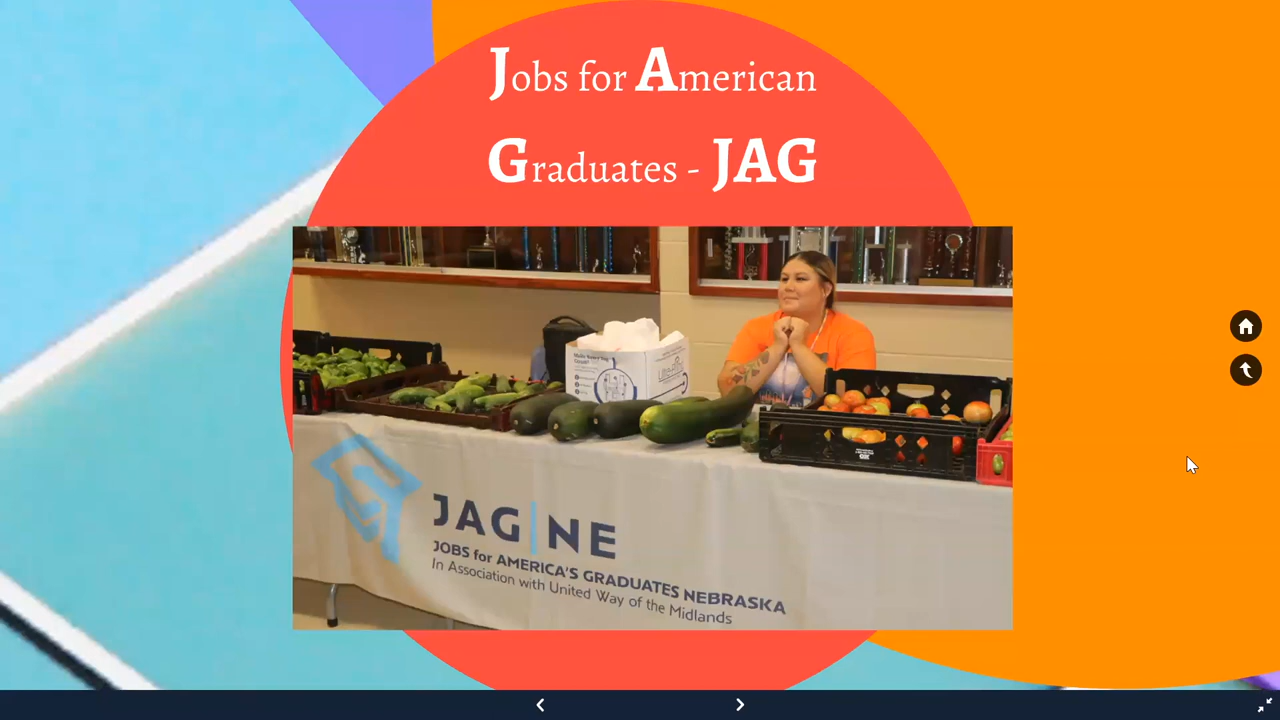 Jobs for American
Graduates - JAG
JAG|NE
JOBS for AMERICA'S GRADUATES NEBRASKA
In Association with United Way of the Midlands